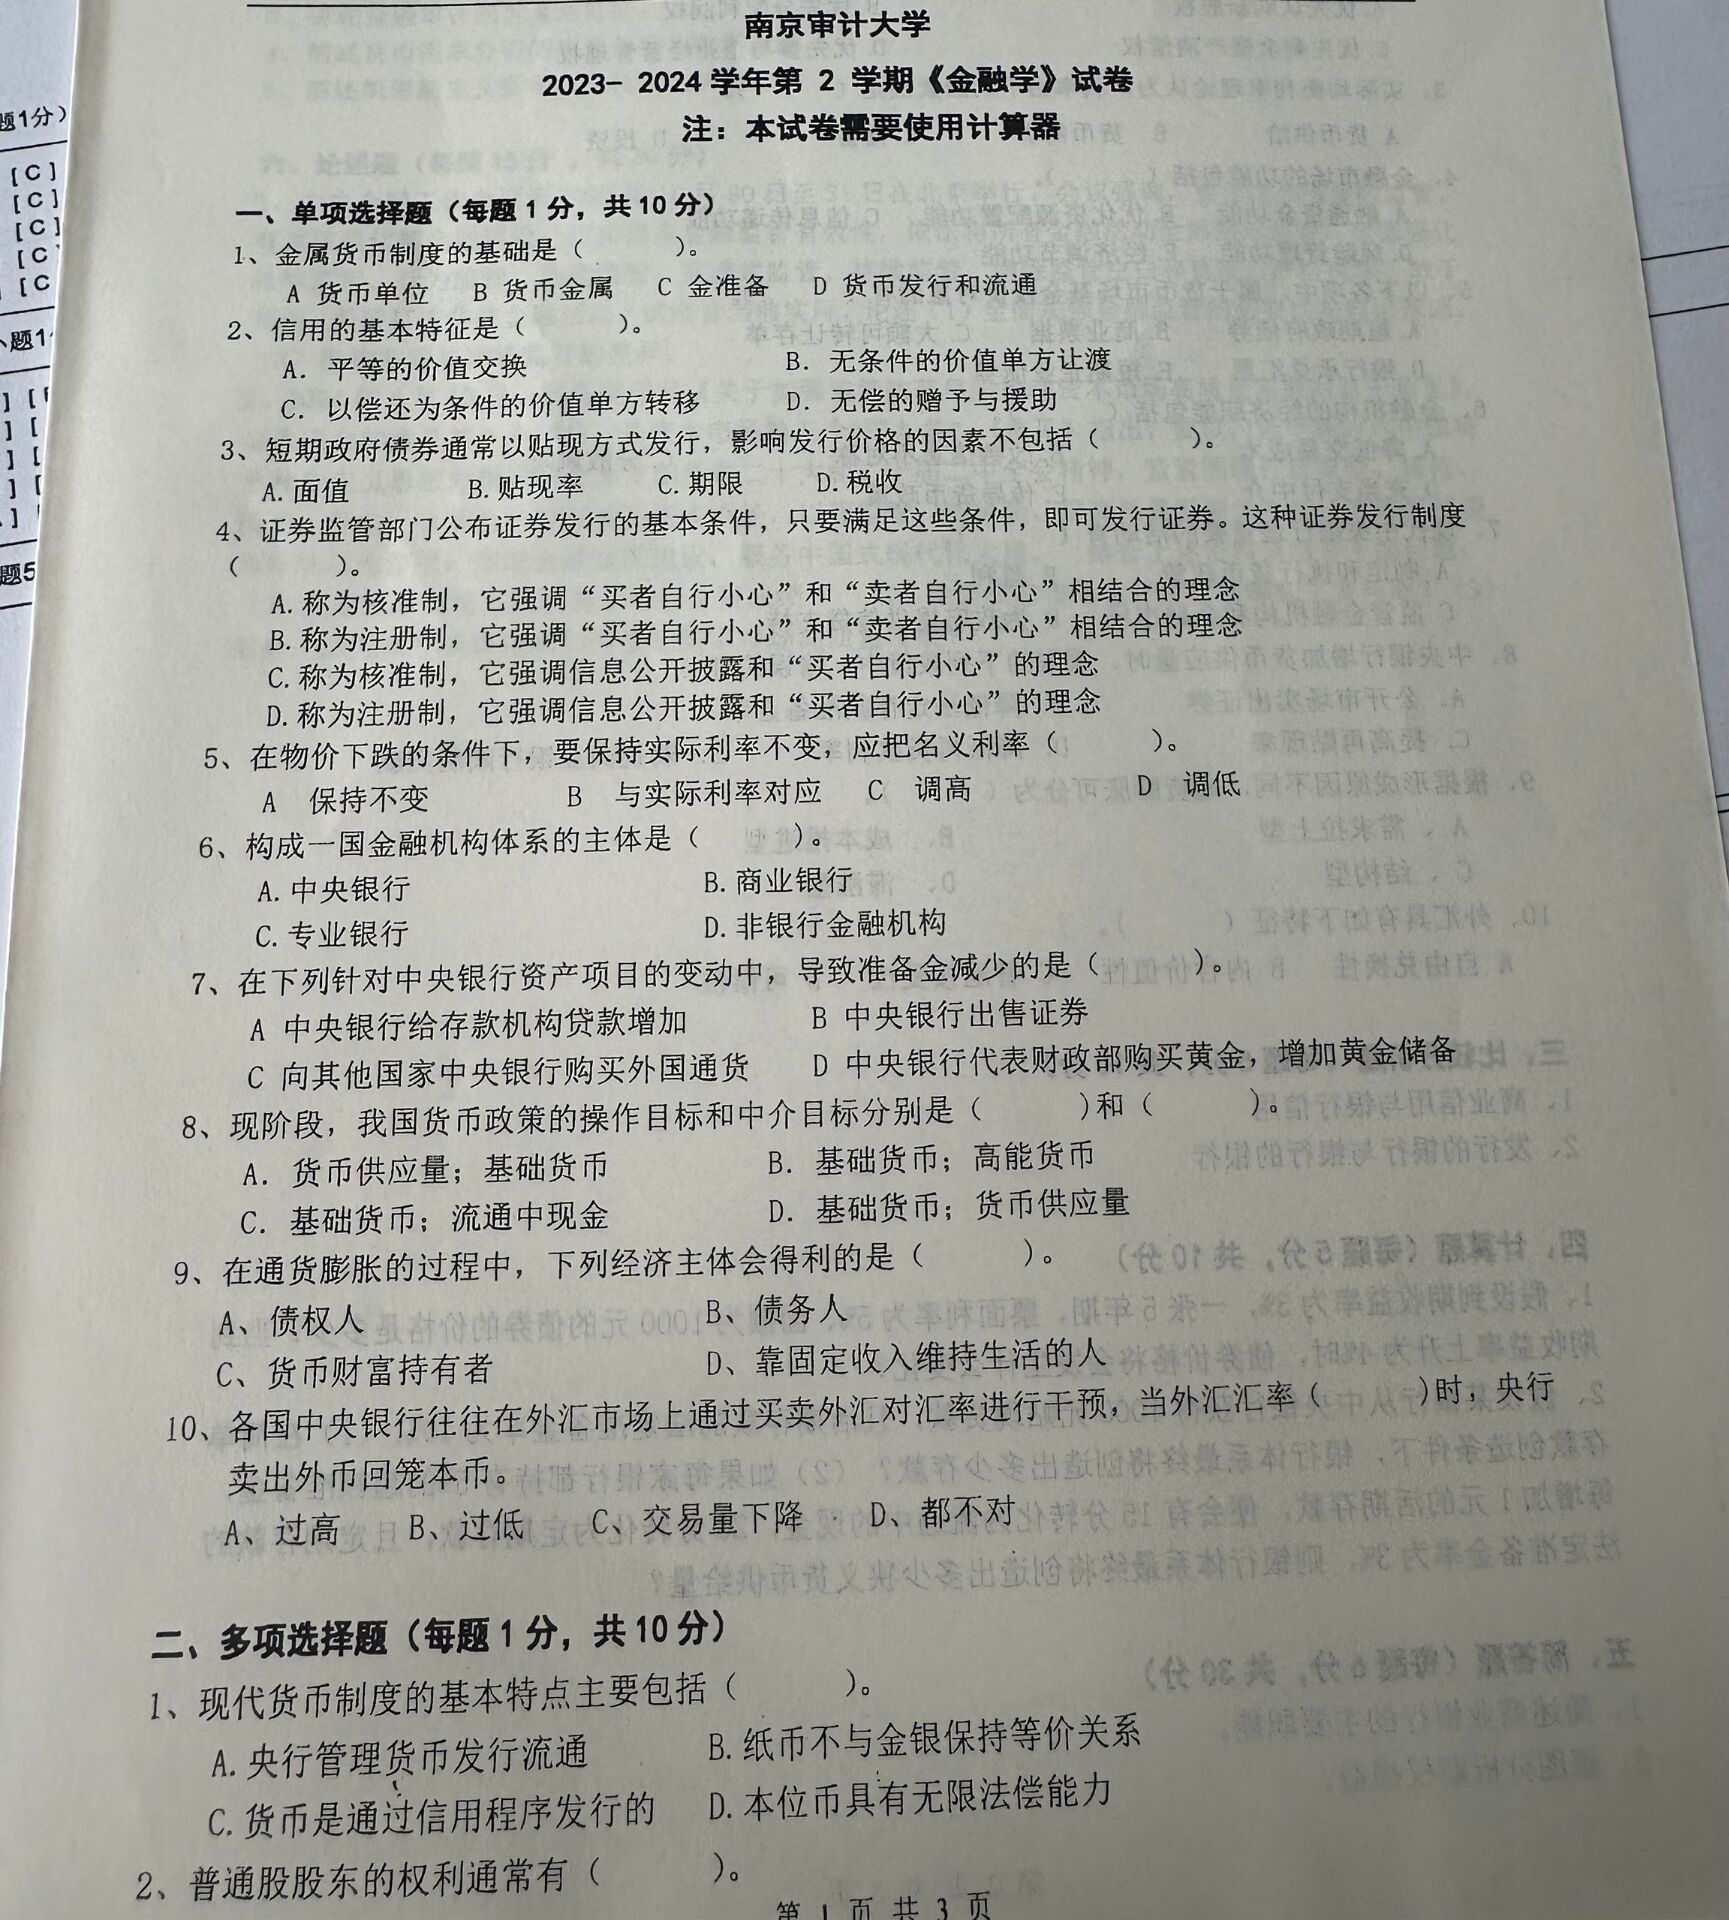 南京审计大学
2023- 2024 学年第 2 学期《金融学》试卷
注：本试卷需要使用计算器
题1分）
[C]
[C]
[C]
[C
[C
题1
题5
一、单项选择题（每题 1 分，共 10 分）
1、金属货币制度的基础是（ ）。
A 货币单位 B 货币金属 C 金准备 D 货币发行和流通
2、信用的基本特征是（ ）。
A. 平等的价值交换 B. 无条件的价值单方让渡
C. 以偿还为条件的价值单方转移 D. 无偿的赠予与援助
3、短期政府债券通常以贴现方式发行，影响发行价格的因素不包括（ ）。
A.面值 B.贴现率 C.期限 D.税收
4、证券监管部门公布证券发行的基本条件，只要满足这些条件，即可发行证券。这种证券发行制度
（ ）。
A.称为核准制，它强调“买者自行小心”和“卖者自行小心”相结合的理念
B.称为注册制，它强调“买者自行小心”和“卖者自行小心”相结合的理念
C.称为核准制，它强调信息公开披露和“买者自行小心”的理念
D.称为注册制，它强调信息公开披露和“买者自行小心”的理念
5、在物价下跌的条件下，要保持实际利率不变，应把名义利率（ ）。
A 保持不变 B 与实际利率对应 C 调高 D 调低
6、构成一国金融机构体系的主体是（ ）。
A.中央银行 B.商业银行
C.专业银行 D.非银行金融机构
7、在下列针对中央银行资产项目的变动中，导致准备金减少的是（ ）。
A 中央银行给存款机构贷款增加 B 中央银行出售证券
C 向其他国家中央银行购买外国通货 D 中央银行代表财政部购买黄金，增加黄金储备
8、现阶段，我国货币政策的操作目标和中介目标分别是（ ）和（ ）。
A. 货币供应量；基础货币 B. 基础货币；高能货币
C. 基础货币；流通中现金 D. 基础货币；货币供应量
9、在通货膨胀的过程中，下列经济主体会得利的是（ ）。
A、债权人 B、债务人
C、货币财富持有者 D、靠固定收入维持生活的人
10、各国中央银行往往在外汇市场上通过买卖外汇对汇率进行干预，当外汇汇率（ ）时，央行
卖出外币回笼本币。
A、过高 B、过低 C、交易量下降 D、都不对
二、多项选择题（每题 1 分，共 10 分）
1、现代货币制度的基本特点主要包括（ ）。
A.央行管理货币发行流通 B.纸币不与金银保持等价关系
C.货币是通过信用程序发行的 D.本位币具有无限法偿能力
2、普通股股东的权利通常有（ ）。
第 1 页 共 3 页